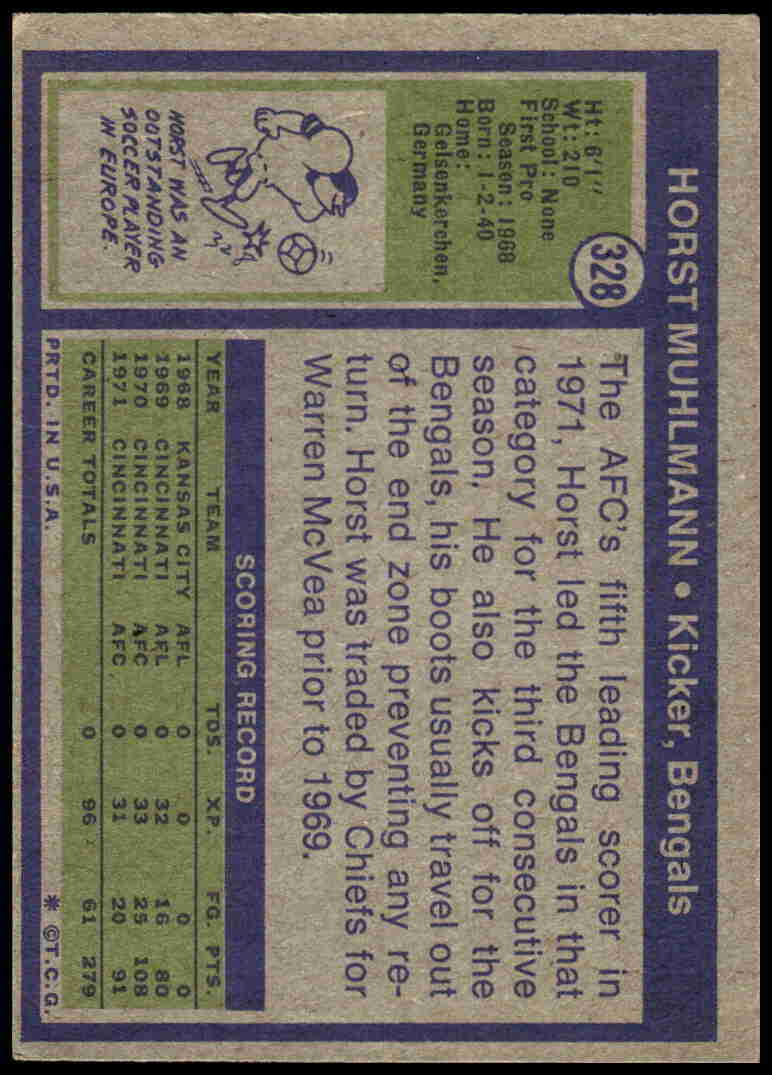 HORST MUHLMANN • Kicker, Bengals
328
Ht: 6'1"
Wt: 210
School: None
First Pro
Season: 1968
Born: 1-2-40
Home:
Gelsenkerchen,
Germany
HORST WAS AN
OOTSTANDING
SOCCER PLAYER
IN EUROPE.
The AFC's fifth leading scorer in
1971, Horst led the Bengals in that
category for the third consecutive
season. He also kicks off for the
Bengals, his boots usually travel out
of the end zone preventing any re-
turn. Horst was traded by Chiefs for
Warren McVea prior to 1969.
SCORING RECORD
YEAR TEAM TDS. XP. FG. PTS.
1968 KANSAS CITY AFL 0 0 0 0
1969 CINCINNATI AFL 0 32 16 80
1970 CINCINNATI AFC 0 33 25 108
1971 CINCINNATI AFC 0 31 20 91
CAREER TOTALS 0 96 61 279
PRTD. IN U.S.A. * ©T.C.G.